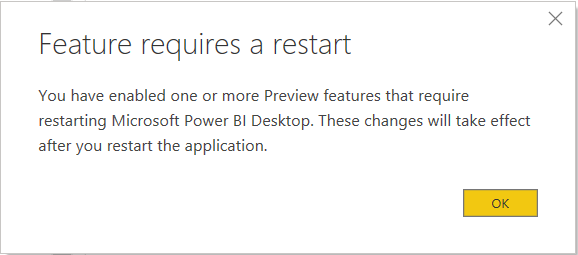 Feature requires a restart
You have enabled one or more Preview features that require
restarting Microsoft Power BI Desktop. These changes will take effect
after you restart the application.
OK